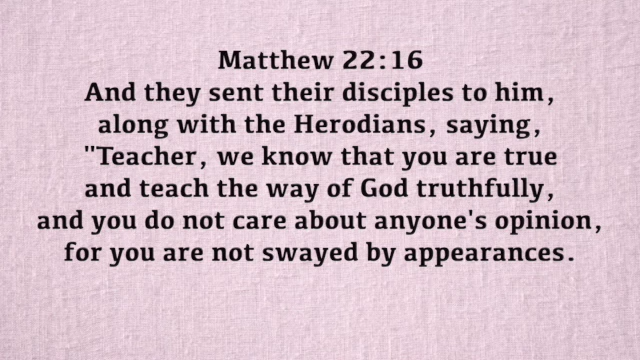 Matthew 22:16
And they sent their disciples to him,
along with the Herodians, saying,
"Teacher, we know that you are true
and teach the way of God truthfully,
and you do not care about anyone's opinion,
for you are not swayed by appearances.